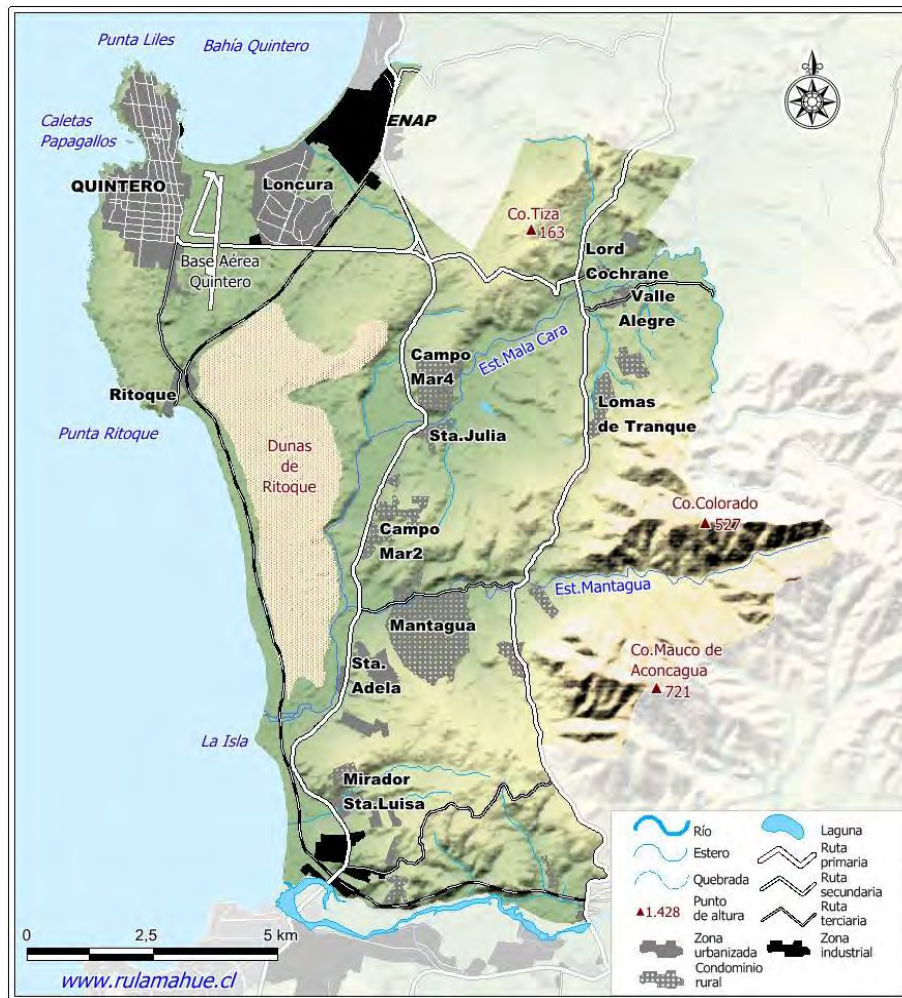 Punta Liles
Bahía Quintero
Caletas
Papagallos
ENAP
QUINTERO
Loncura
Co.Tiza
163
Base Aérea
Quintero
Lord
Cochrane
Valle
Alegre
Campo
Mar4
Est.Mala Cara
Ritoque
Punta Ritoque
Sta.Julia
Lomas
de Tranque
Dunas
de
Ritoque
Co.Colorado
527
Campo
Mar2
Est.Mantagua
Mantagua
Co.Mauco de
Aconcagua
721
Sta.
Adela
La Isla
Mirador
Sta.Luisa
Río
Laguna
Estero
Ruta
primaria
Quebrada
Ruta
secundaria
1.428
Punto
de altura
Ruta
terciaria
Zona
urbanizada
Zona
industrial
Condominio
rural
0 2,5 5 km
www.rulamahue.cl